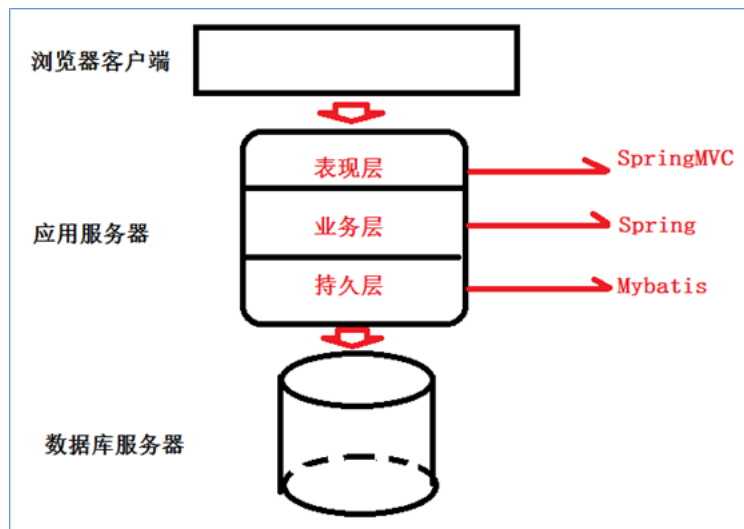 浏览器客户端
表现层
SpringMVC
应用服务器
业务层
Spring
持久层
Mybatis
数据库服务器